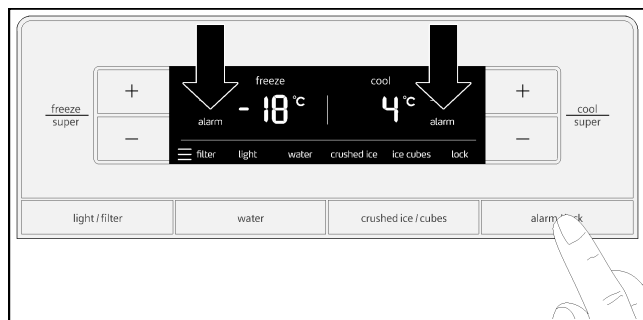 freeze
super
+
−
freeze cool
alarm -18 °C 4 °C alarm
filter light water crushed ice ice cubes lock
+
−
cool
super
light / filter water crushed ice / cubes alarm